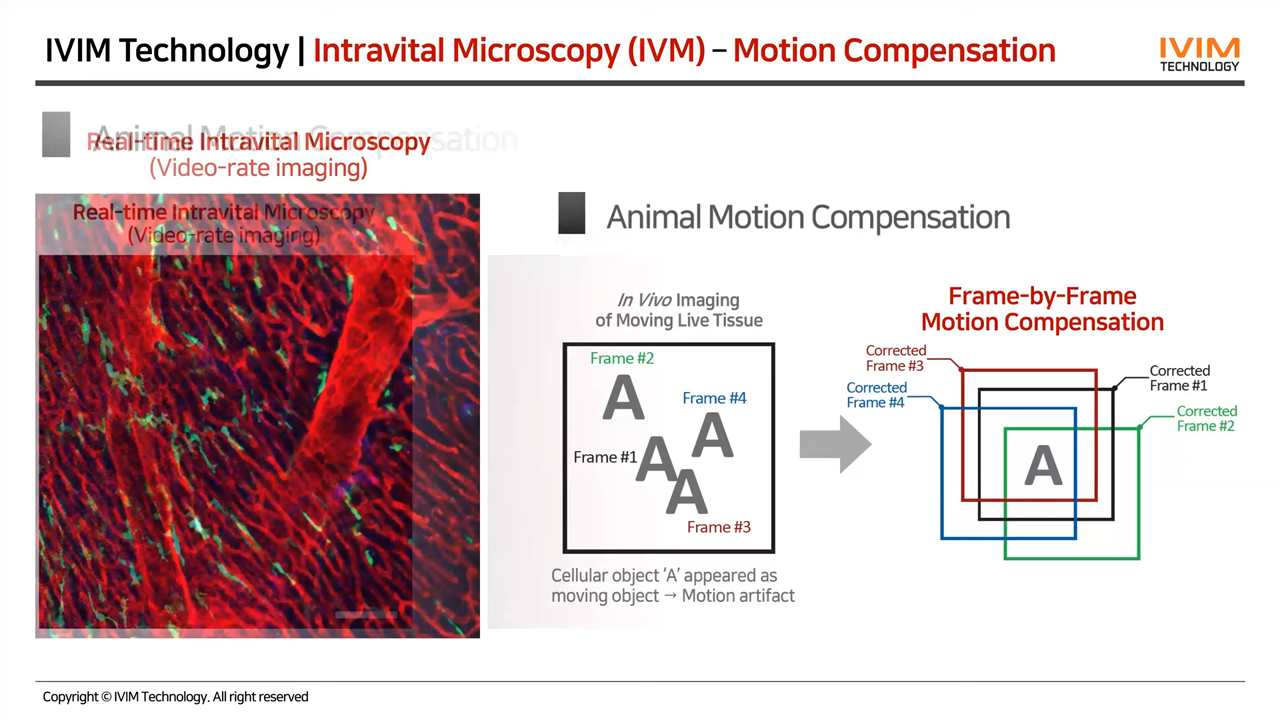 IVIM Technology | Intravital Microscopy (IVM) – Motion Compensation
IVIM
TECHNOLOGY
Animal Motion Compensation
Real-time Intravital Microscopy
(Video-rate imaging)
Real-time Intravital Microscopy
(Video-rate imaging)
Animal Motion Compensation
In Vivo Imaging
of Moving Live Tissue
Frame #2
A
Frame #4
A
Frame #1
A
A
Frame #3
Cellular object ‘A’ appeared as
moving object → Motion artifact
Frame-by-Frame
Motion Compensation
Corrected
Frame #3
Corrected
Frame #1
Corrected
Frame #4
Corrected
Frame #2
A
Copyright © IVIM Technology. All right reserved